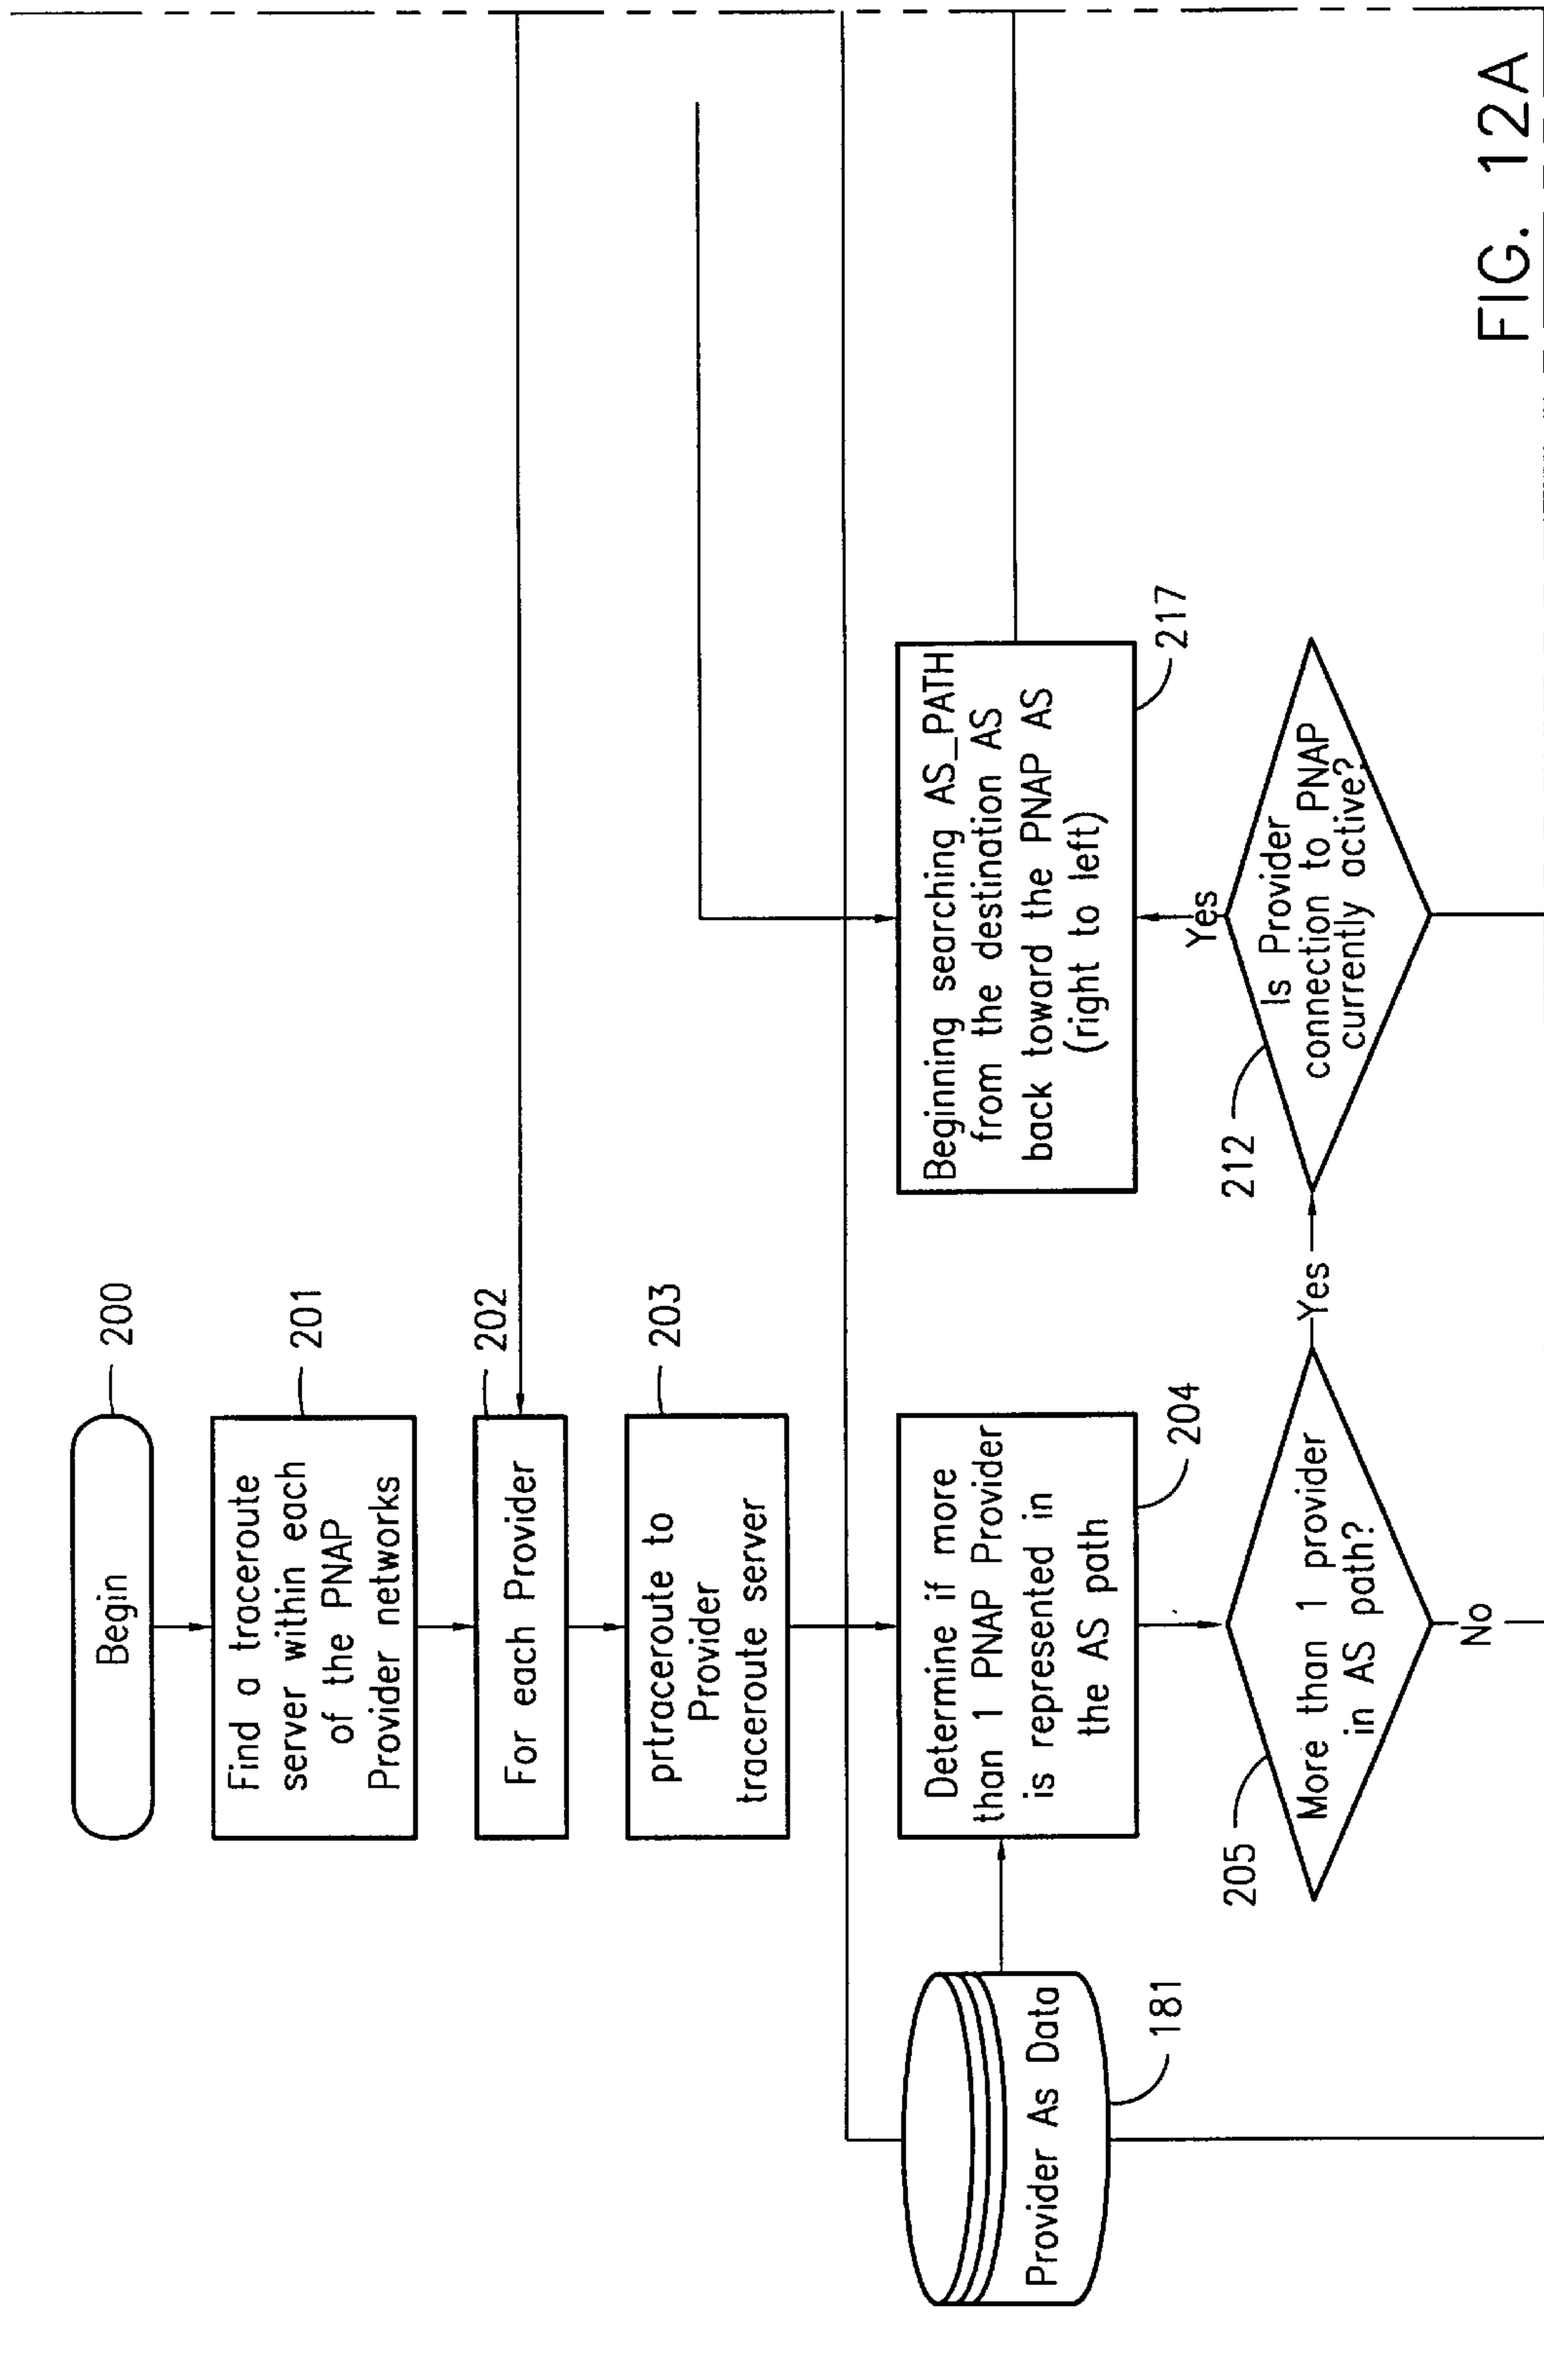 Begin
200
Find a traceroute
server within each
of the PNAP
Provider networks
201
For each Provider
202
prtraceroute to
Provider
traceroute server
203
Provider As Data
181
Determine if more
than 1 PNAP Provider
is represented in
the AS path
204
Beginning searching AS_PATH
from the destination AS
back toward the PNAP AS
(right to left)
217
205
More than 1 provider
in AS path?
Yes
No
212
Is Provider
connection to PNAP
currently active?
Yes
FIG. 12A